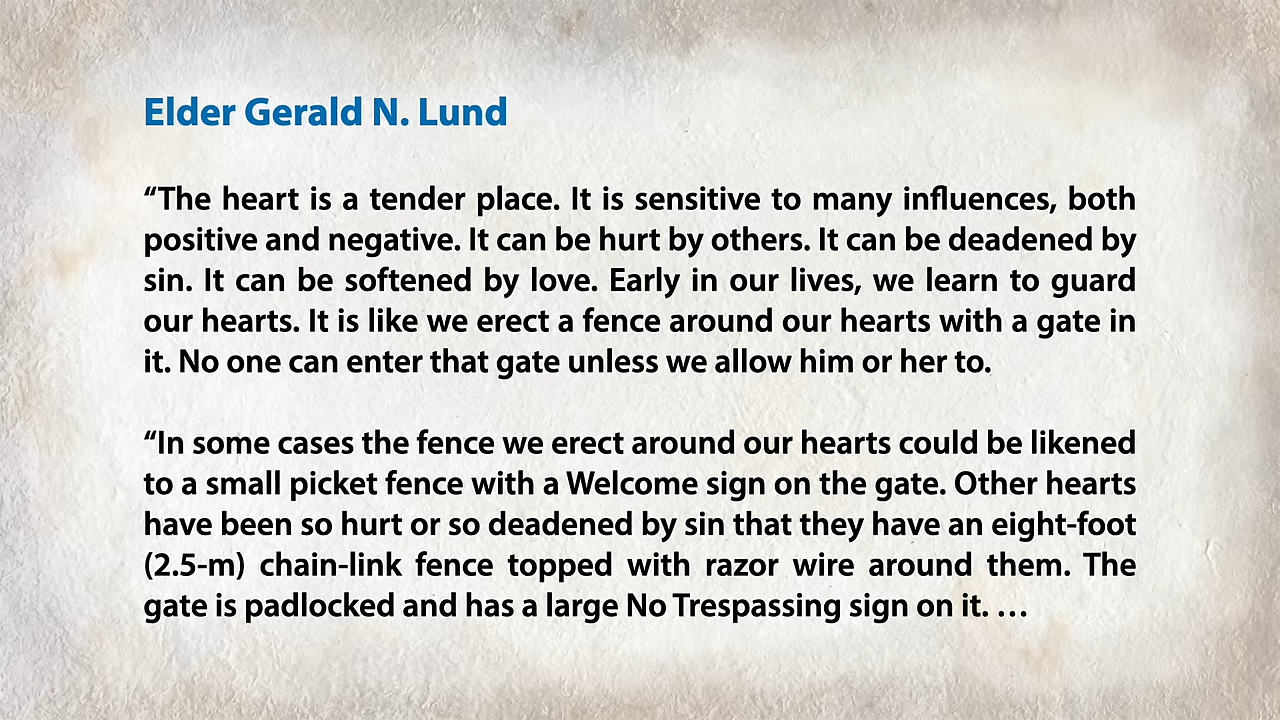 Elder Gerald N. Lund
“The heart is a tender place. It is sensitive to many influences, both
positive and negative. It can be hurt by others. It can be deadened by
sin. It can be softened by love. Early in our lives, we learn to guard
our hearts. It is like we erect a fence around our hearts with a gate in
it. No one can enter that gate unless we allow him or her to.
“In some cases the fence we erect around our hearts could be likened
to a small picket fence with a Welcome sign on the gate. Other hearts
have been so hurt or so deadened by sin that they have an eight-foot
(2.5-m) chain-link fence topped with razor wire around them. The
gate is padlocked and has a large No Trespassing sign on it. …